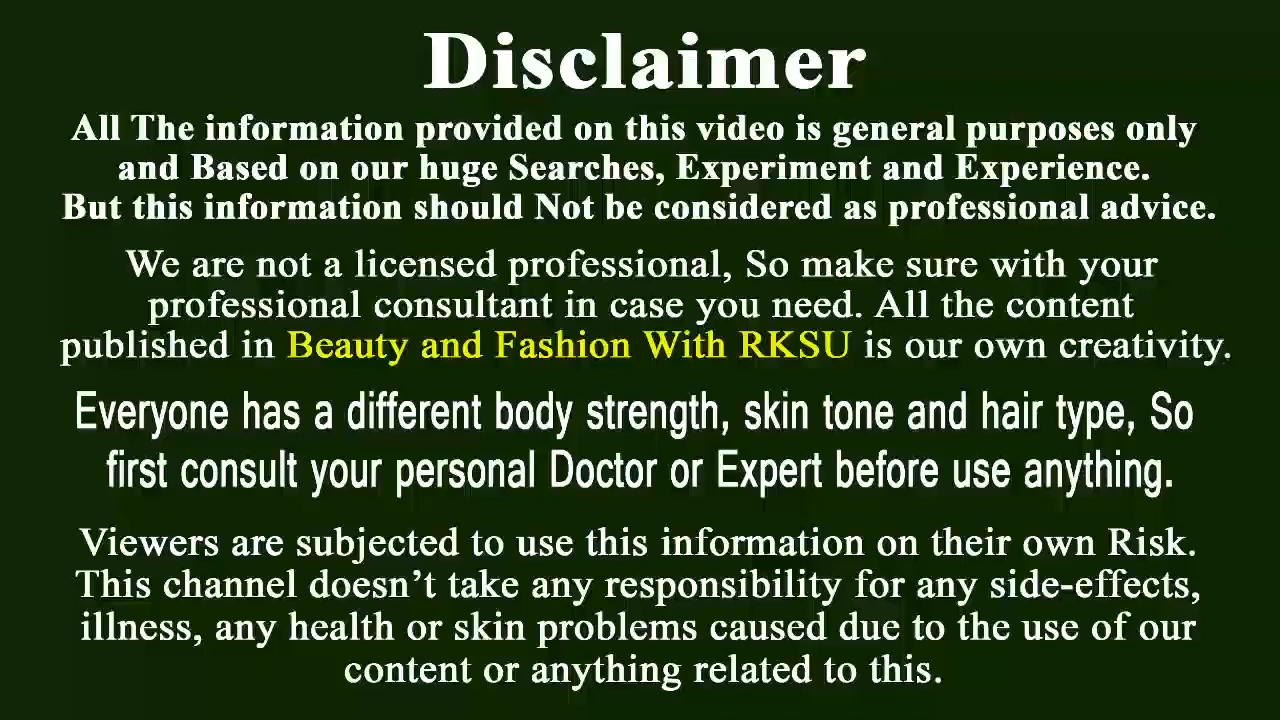 Disclaimer
All The information provided on this video is general purposes only
and Based on our huge Searches, Experiment and Experience.
But this information should Not be considered as professional advice.
We are not a licensed professional, So make sure with your
professional consultant in case you need. All the content
published in Beauty and Fashion With RKSU is our own creativity.
Everyone has a different body strength, skin tone and hair type, So
first consult your personal Doctor or Expert before use anything.
Viewers are subjected to use this information on their own Risk.
This channel doesn’t take any responsibility for any side-effects,
illness, any health or skin problems caused due to the use of our
content or anything related to this.